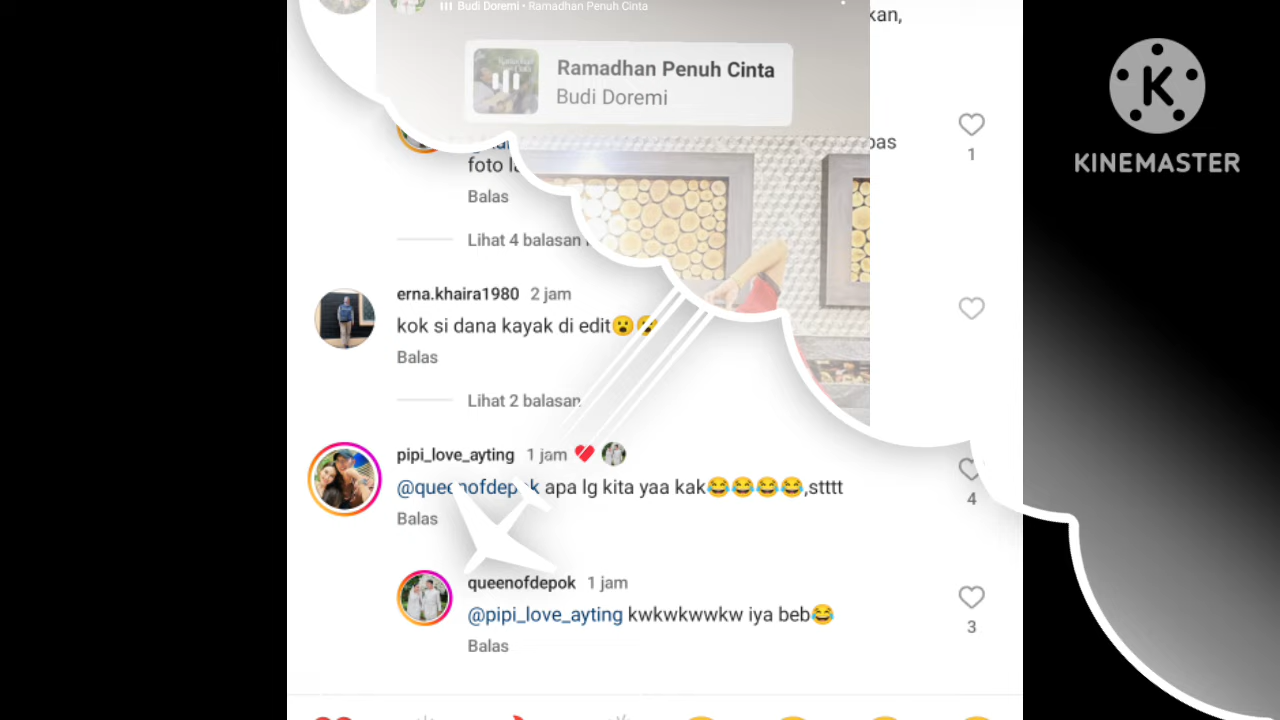 Budi Doremi • Ramadhan Penuh Cinta
kan,
Ramadhan Penuh Cinta
Budi Doremi
KINEMASTER
foto
Balas
1
Lihat 4 balasan
erna.khaira1980 2 jam
kok si dana kayak di edit😮😮
Balas
Lihat 2 balasan
pipi_love_ayting 1 jam
@queenofdepok apa lg kita yaa kak😂😂😂😂,stttt
4
Balas
queenofdepok 1 jam
@pipi_love_ayting kwkwkwwkw iya beb😂
3
Balas